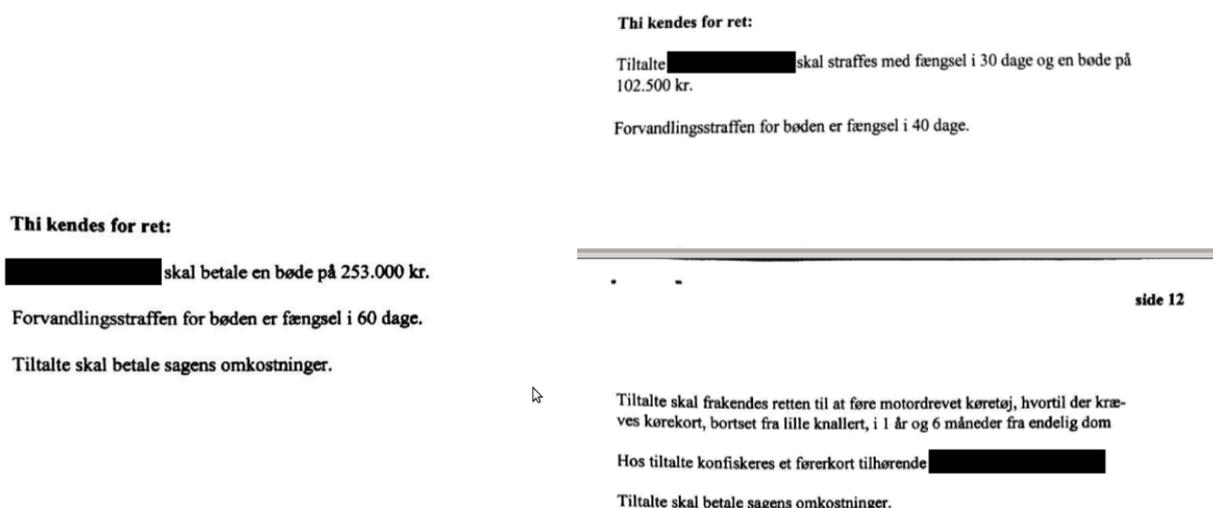 Thi kendes for ret:
skal betale en bøde på 253.000 kr.
Forvandlingsstraffen for bøden er fængsel i 60 dage.
Tiltalte skal betale sagens omkostninger.
Thi kendes for ret:
Tiltalte skal straffes med fængsel i 30 dage og en bøde på
102.500 kr.
Forvandlingsstraffen for bøden er fængsel i 40 dage.
side 12
Tiltalte skal frakendes retten til at føre motordrevet køretøj, hvortil der kræ-
ves kørekort, bortset fra lille knallert, i 1 år og 6 måneder fra endelig dom
Hos tiltalte konfiskeres et førerkort tilhørende
Tiltalte skal betale sagens omkostninger.